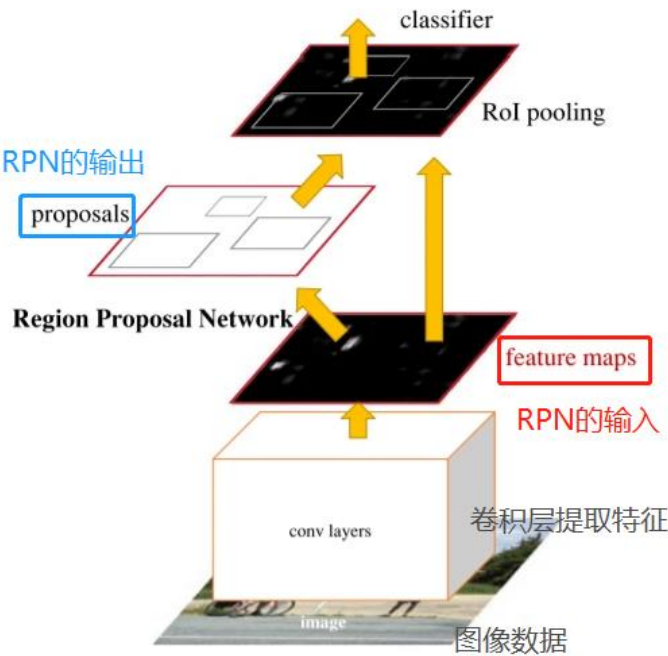 classifier
RoI pooling
RPN的输出
proposals
Region Proposal Network
feature maps
RPN的输入
conv layers
卷积层提取特征
image
图像数据